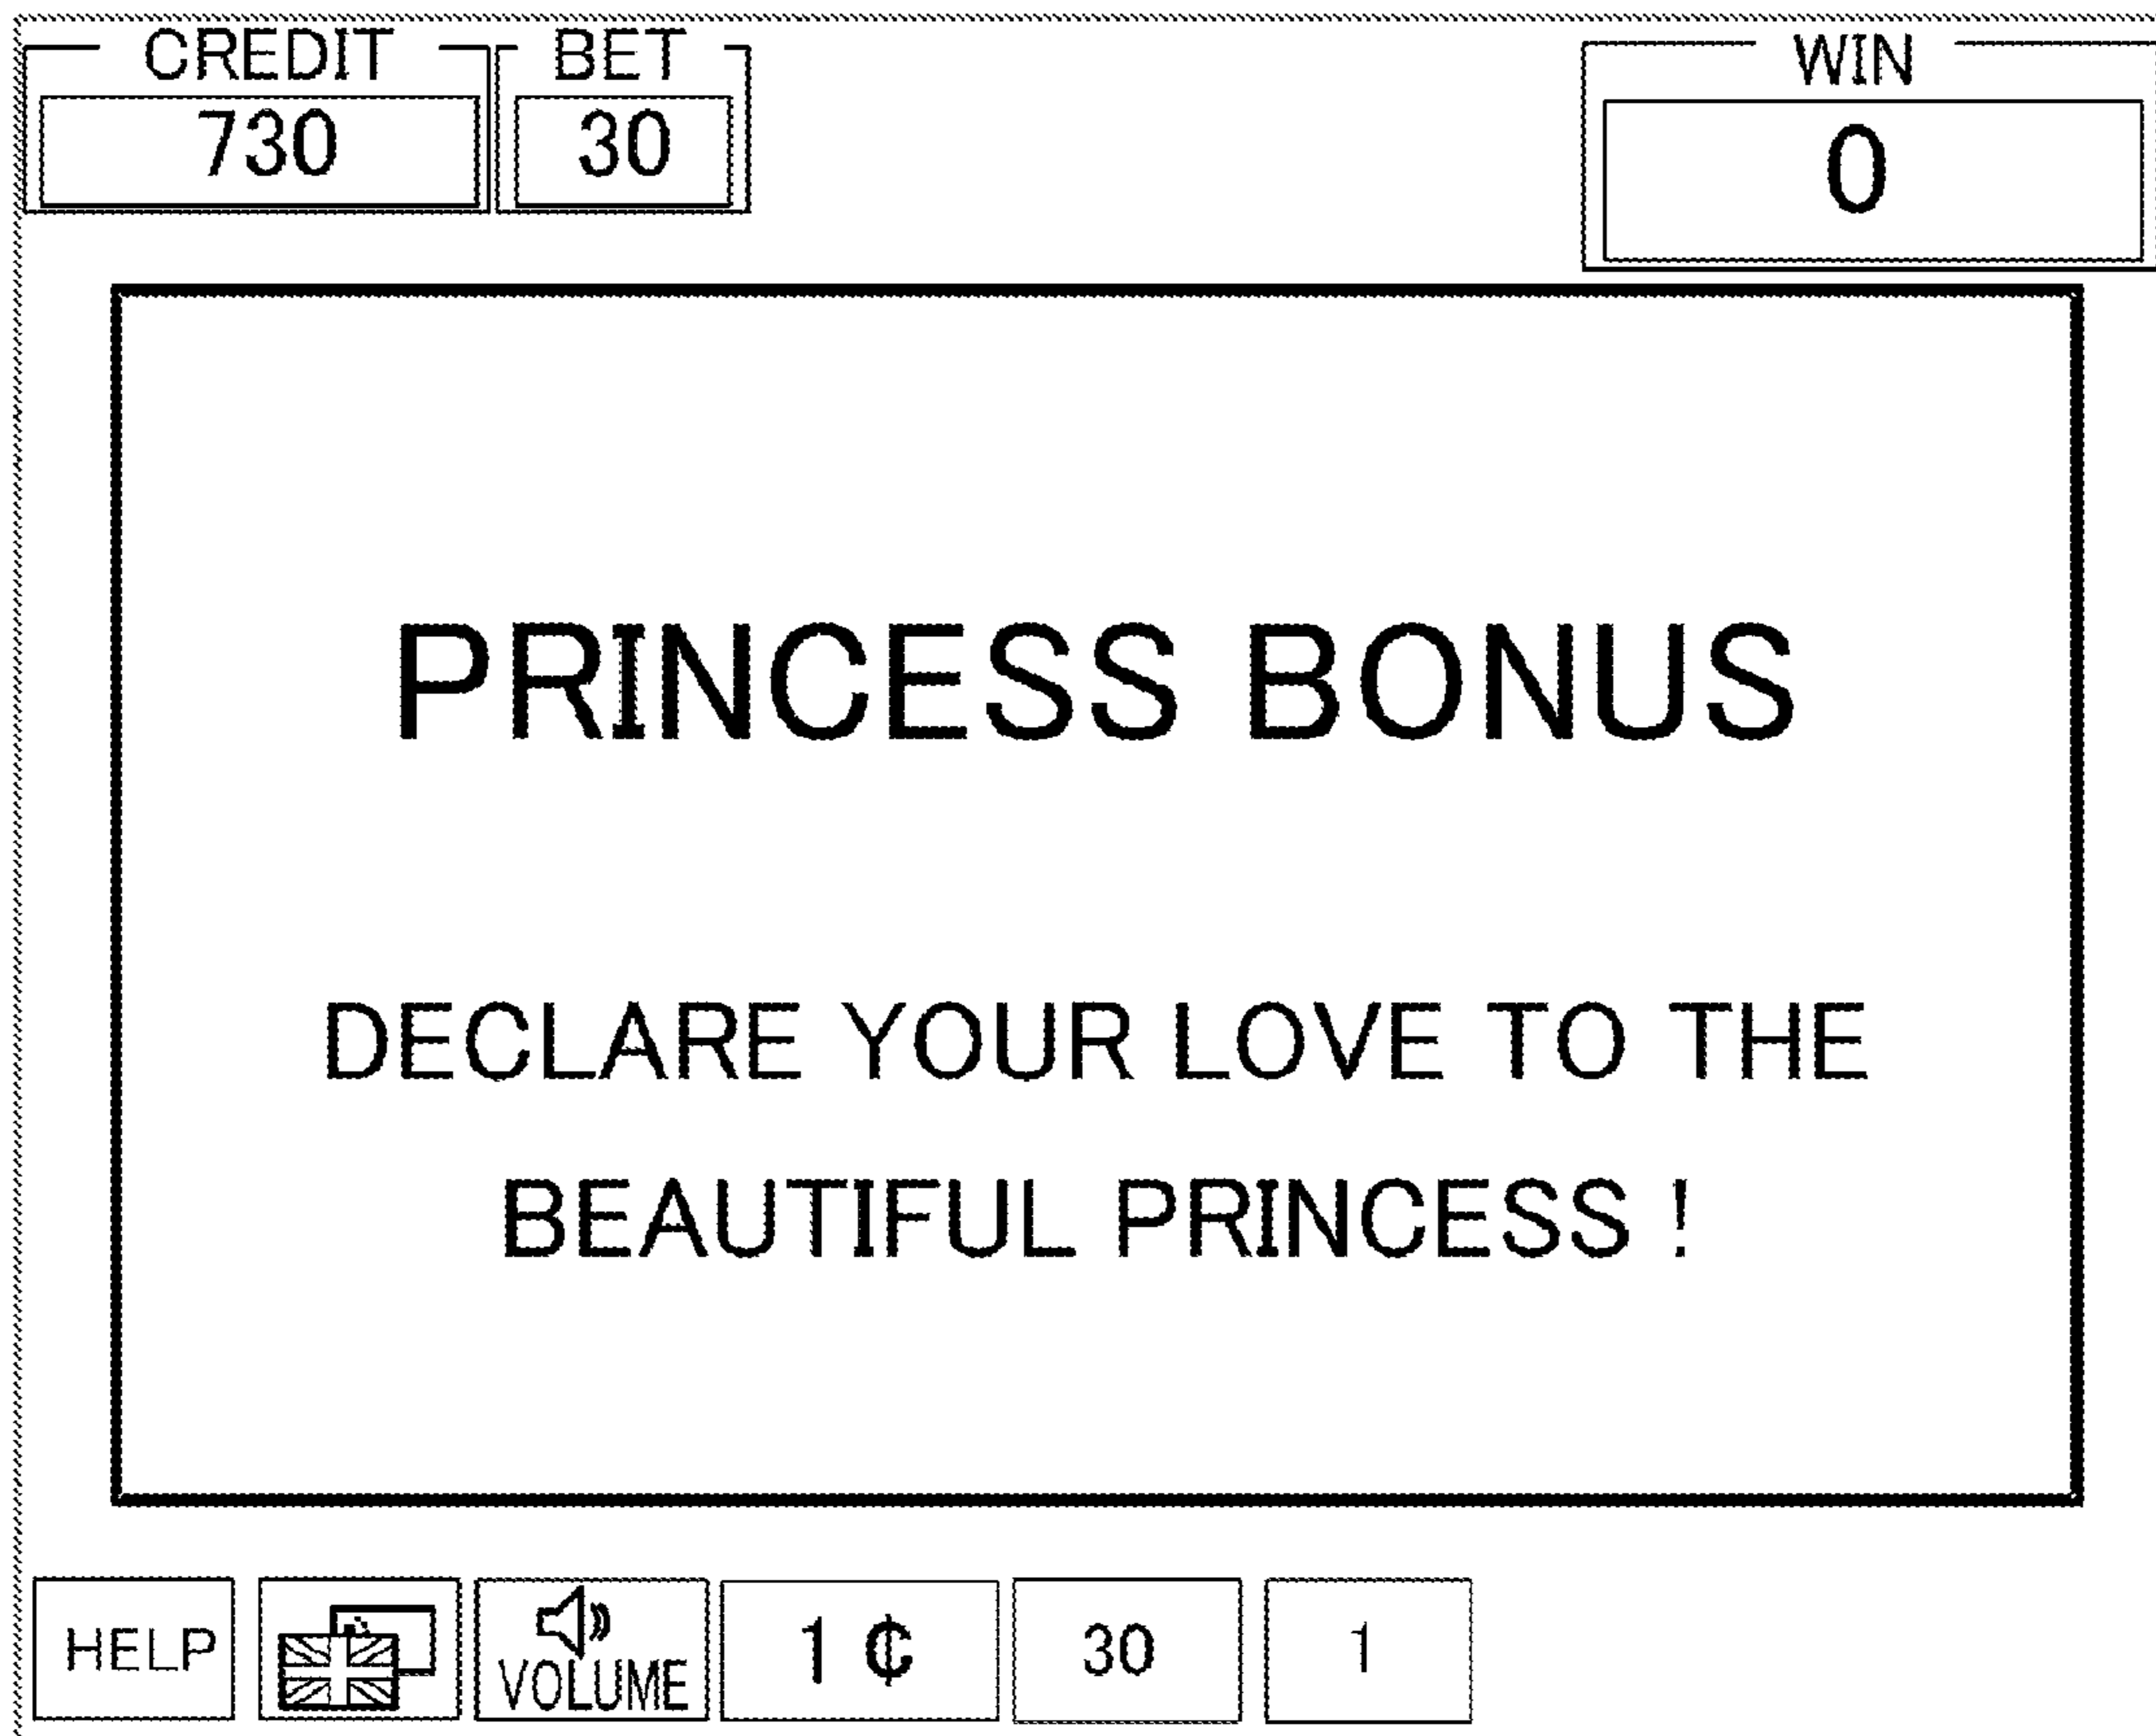 CREDIT BET WIN
730 30 0
PRINCESS BONUS
DECLARE YOUR LOVE TO THE
BEAUTIFUL PRINCESS !
HELP VOLUME 1 ¢ 30 1